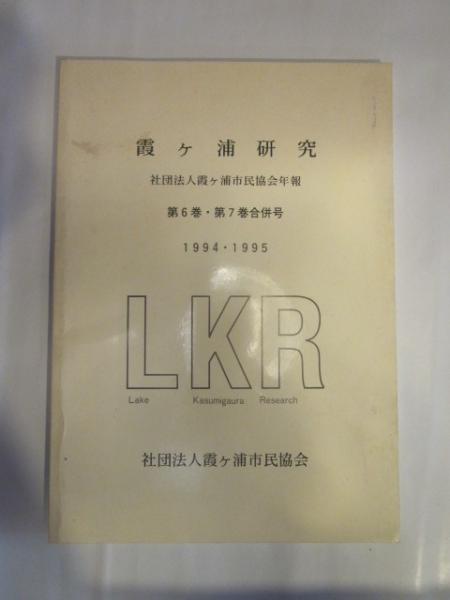 霞ヶ浦研究
社団法人霞ヶ浦市民協会年報
第6巻・第7巻合併号
1994・1995
LKR
Lake Kasumigaura Research
社団法人霞ヶ浦市民協会